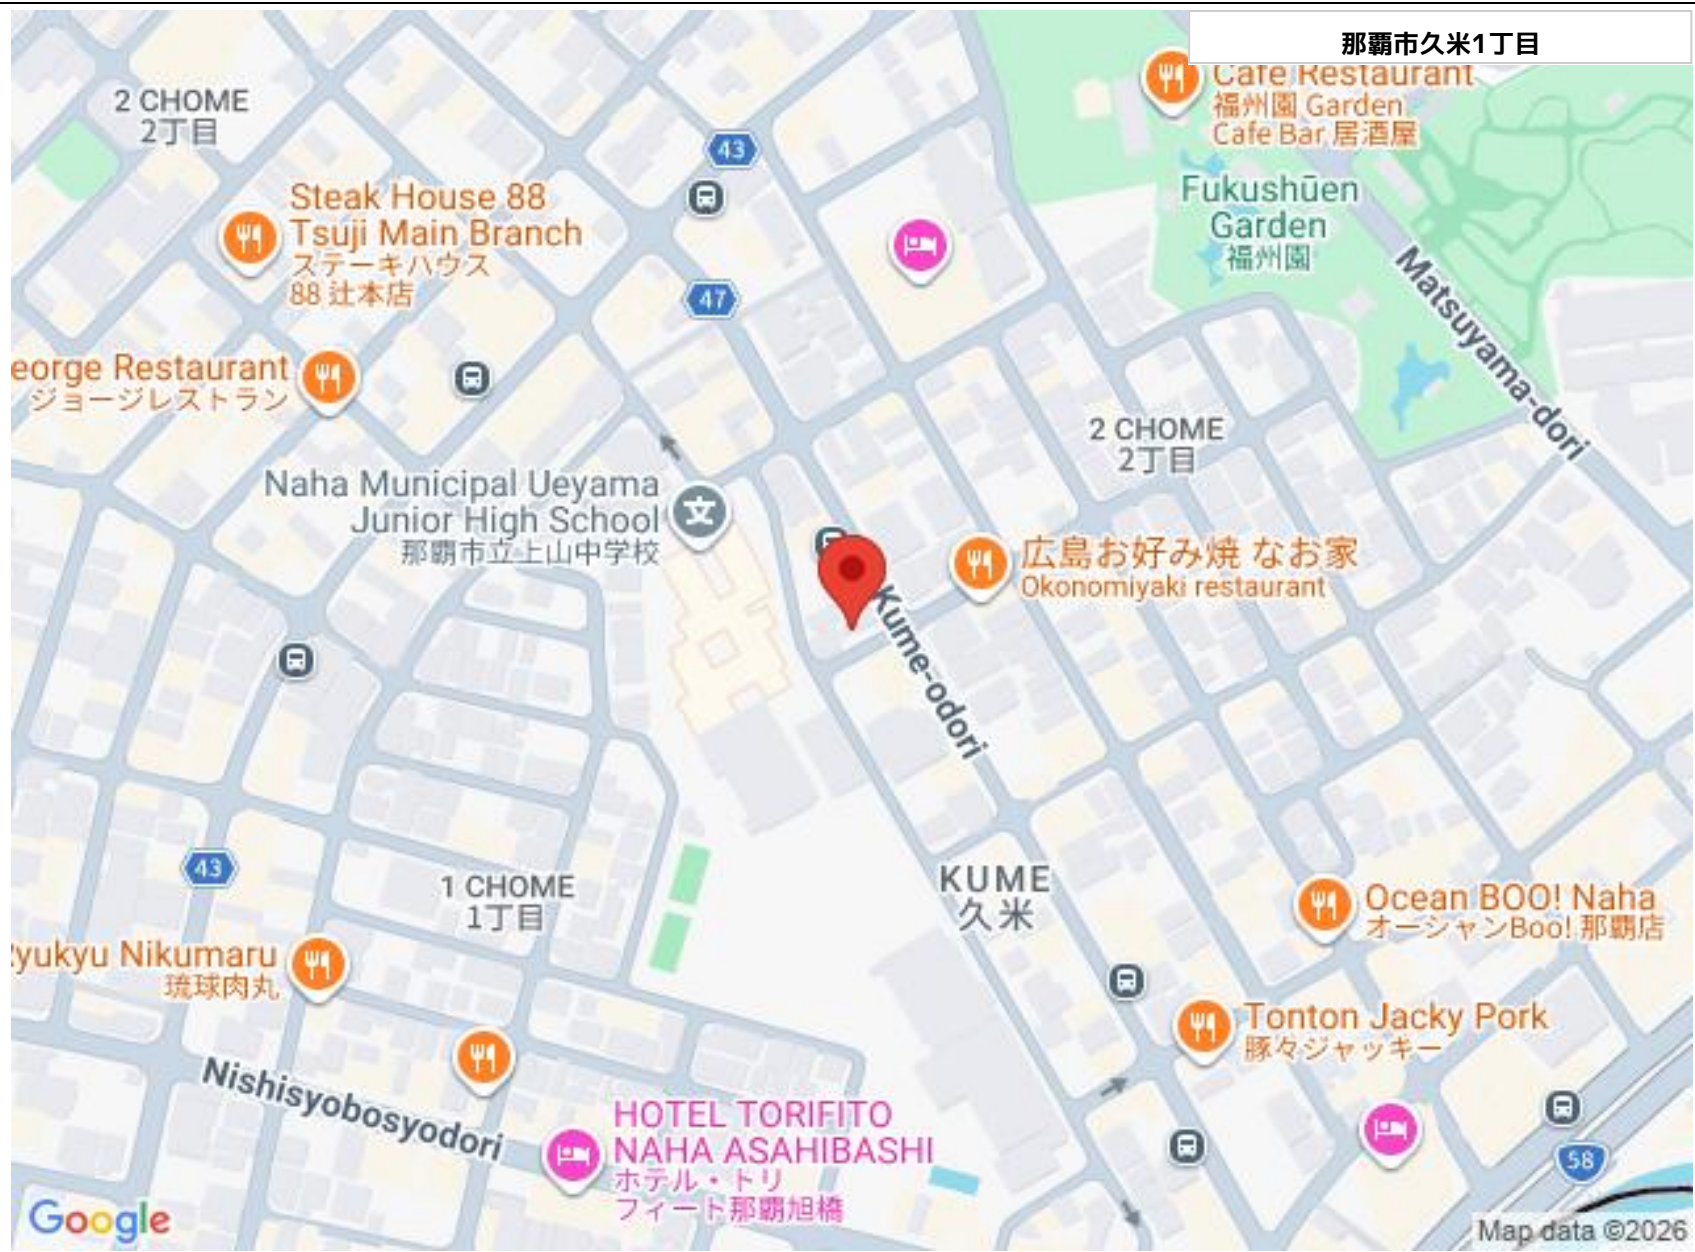 那覇市久米1丁目
Cafe Restaurant
福州園 Garden
Cafe Bar 居酒屋
2 CHOME
2丁目
43
Steak House 88
Tsuji Main Branch
ステーキハウス
88 辻本店
Fukushūen
Garden
福州園
47
Matsuyama-dori
eorge Restaurant
ジョージレストラン
2 CHOME
2丁目
Naha Municipal Ueyama
Junior High School
那覇市立上山中学校
文
広島お好み焼 なお家
Okonomiyaki restaurant
Kume-odori
43
1 CHOME
1丁目
KUME
久米
Ocean BOO! Naha
オーシャンBoo! 那覇店
yukyu Nikumaru
琉球肉丸
Tonton Jacky Pork
豚々ジャッキー
Nishisyobosyodori
HOTEL TORIFITO
NAHA ASAHIBASHI
ホテル・トリ
フィート那覇旭橋
58
Google
Map data ©2026